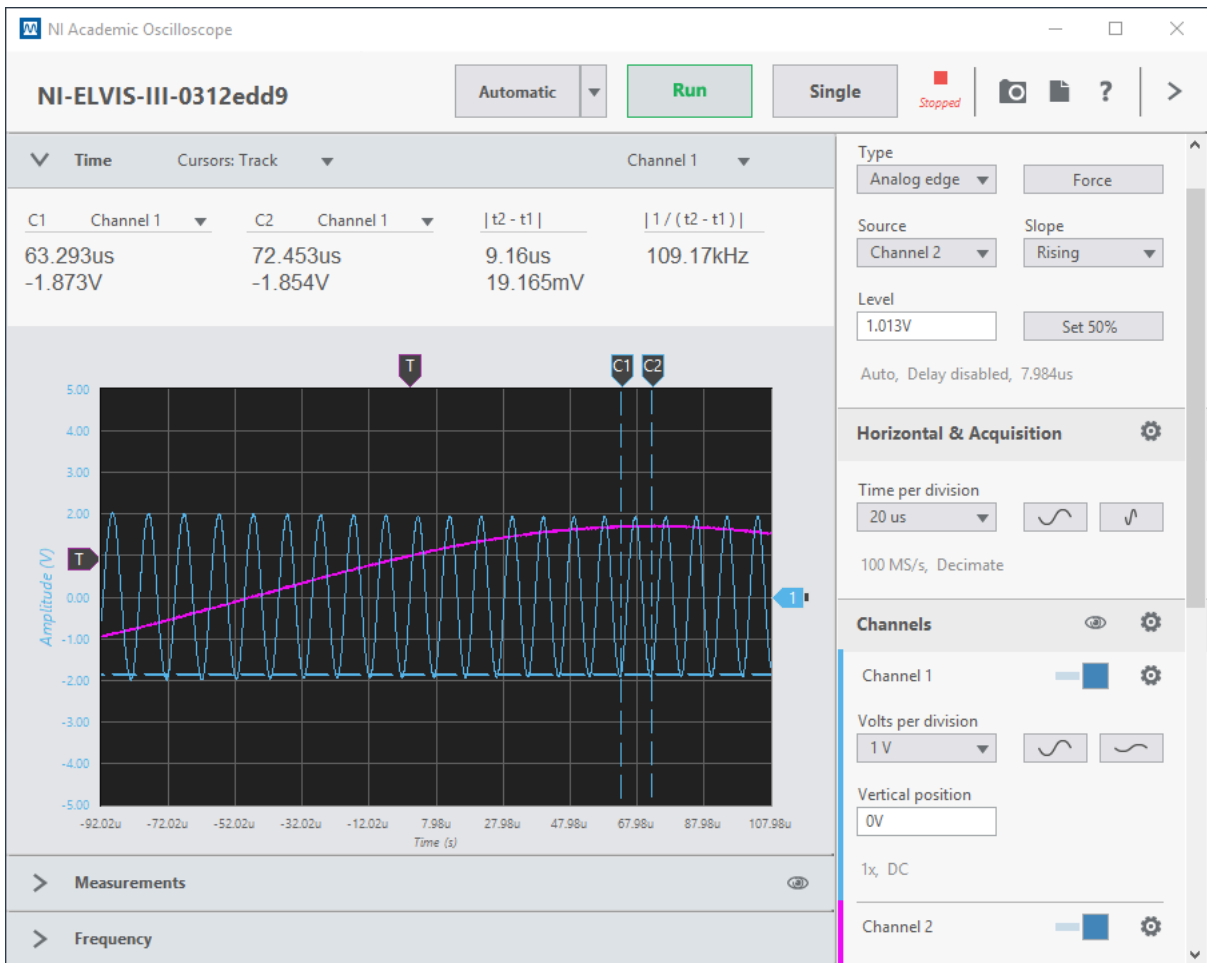 NI Academic Oscilloscope
NI-ELVIS-III-0312edd9
Automatic
Run
Single
Stopped
?
Time
Cursors: Track
Channel 1
C1 Channel 1
C2 Channel 1
| t2 - t1 |
| 1 / ( t2 - t1 ) |
63.293us
72.453us
9.16us
109.17kHz
-1.873V
-1.854V
19.165mV
T
C1
C2
5.00
4.00
3.00
2.00
T
0.00
-1.00
-2.00
-3.00
-4.00
-5.00
Amplitude (V)
1
-92.02u
-72.02u
-52.02u
-32.02u
-12.02u
7.98u
27.98u
47.98u
67.98u
87.98u
107.98u
Time (s)
Measurements
Frequency
Type
Analog edge
Force
Source
Slope
Channel 2
Rising
Level
1.013V
Set 50%
Auto, Delay disabled, 7.984us
Horizontal & Acquisition
Time per division
20 us
100 MS/s, Decimate
Channels
Channel 1
Volts per division
1 V
Vertical position
0V
1x, DC
Channel 2